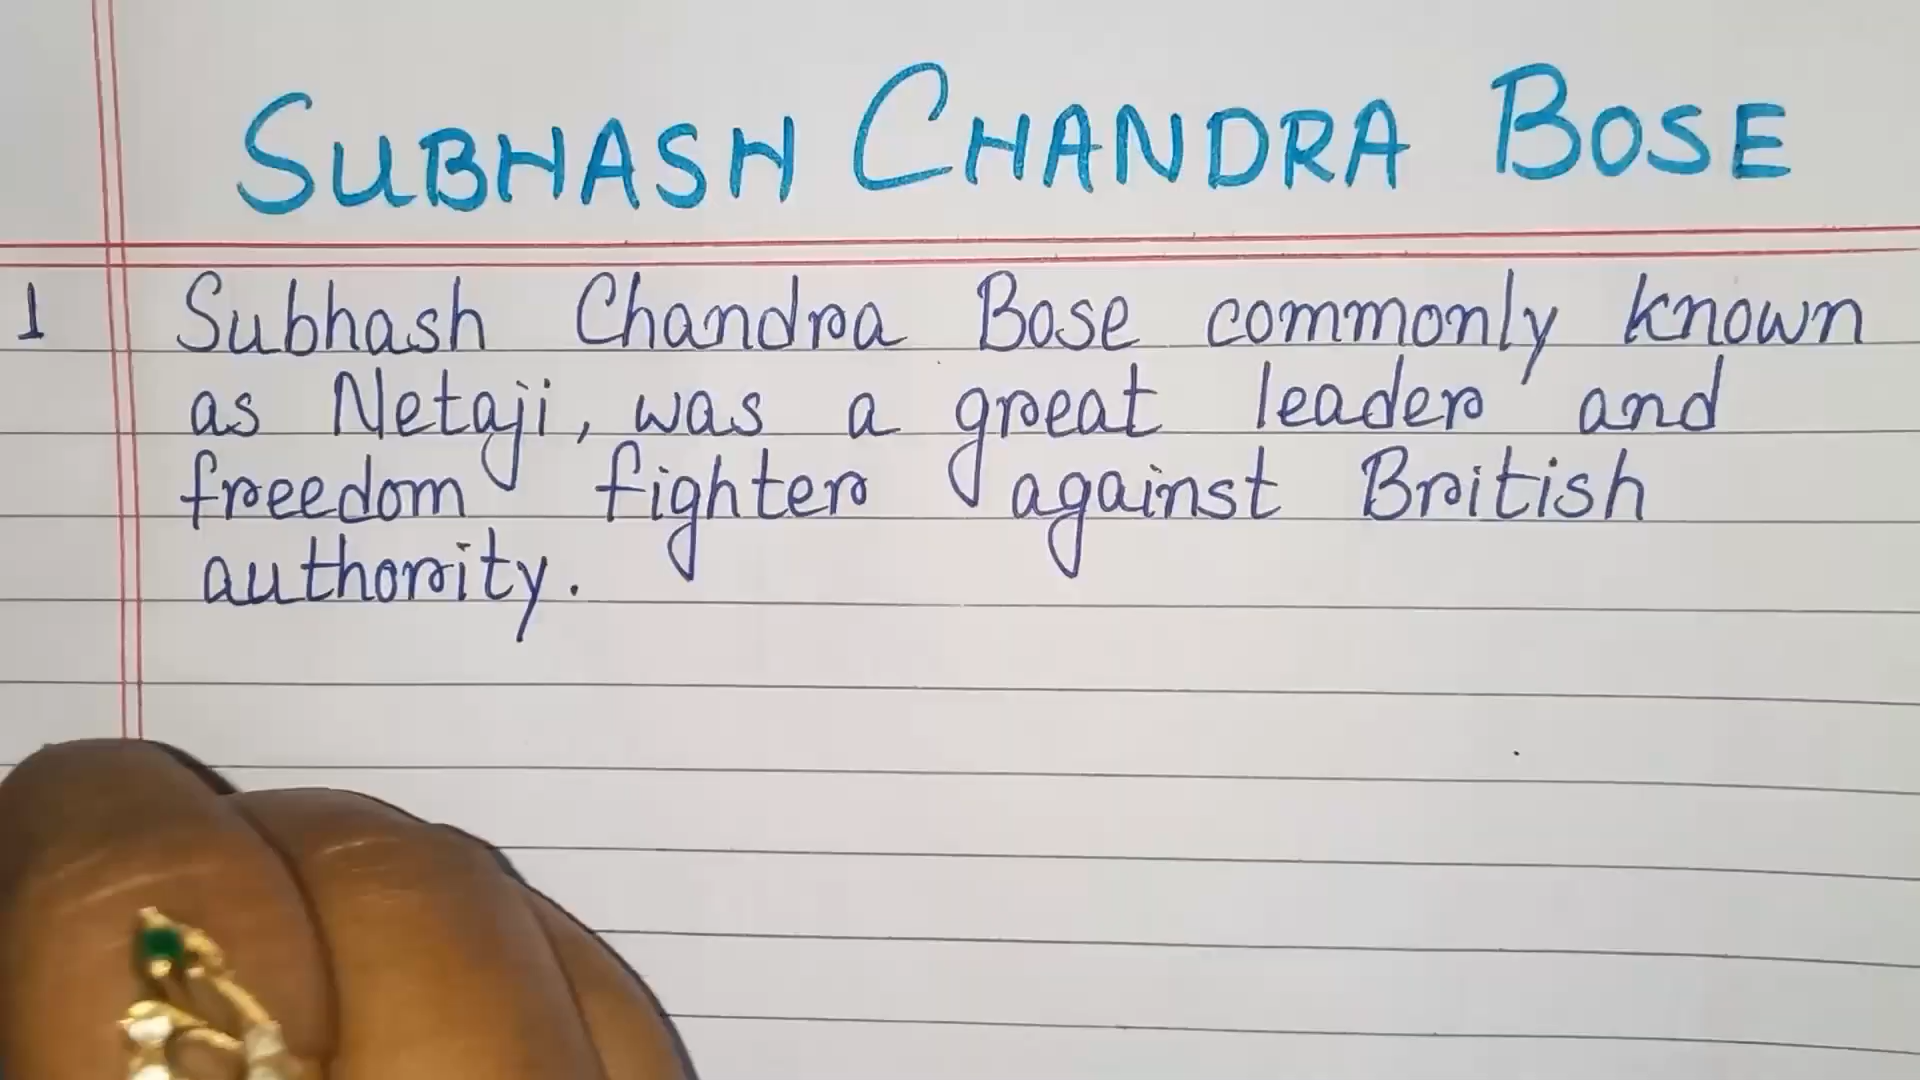 SUBHASH CHANDRA BOSE
1 Subhash Chandra Bose commonly known
as Netaji, was a great leader and
freedom fighter against British
authority.